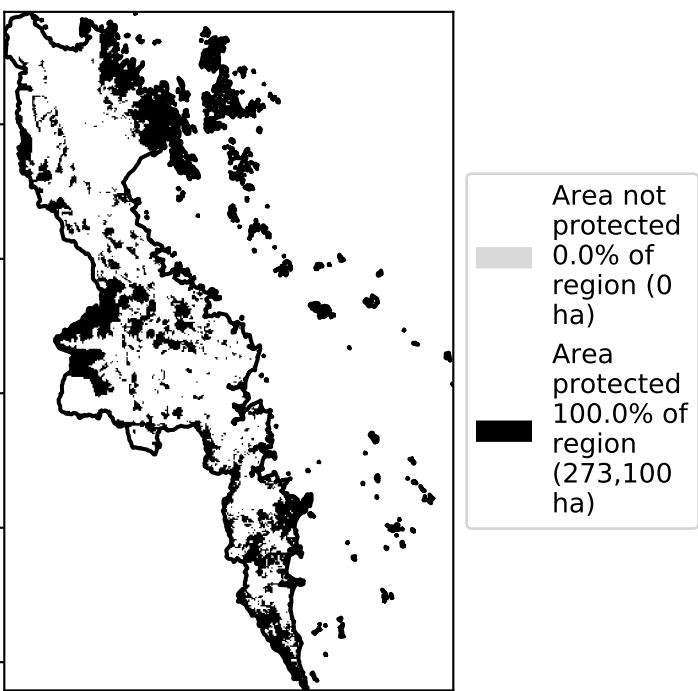 Area not
protected
0.0% of
region (0
ha)
Area
protected
100.0% of
region
(273,100
ha)